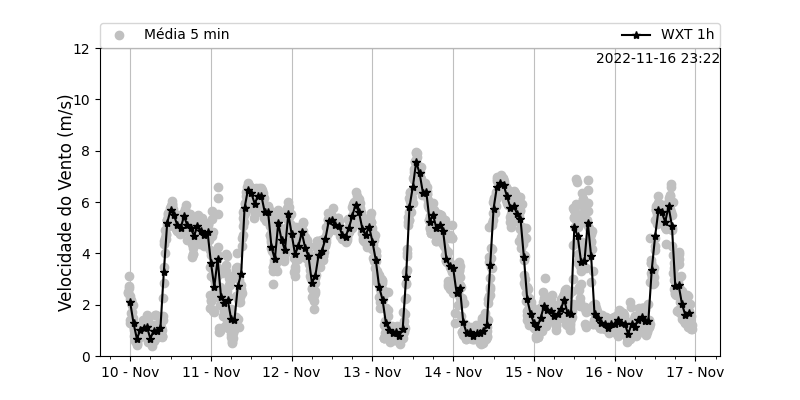 Média 5 min
WXT 1h
2022-11-16 23:22
Velocidade do Vento (m/s)
12
10
8
6
4
2
0
10 - Nov
11 - Nov
12 - Nov
13 - Nov
14 - Nov
15 - Nov
16 - Nov
17 - Nov